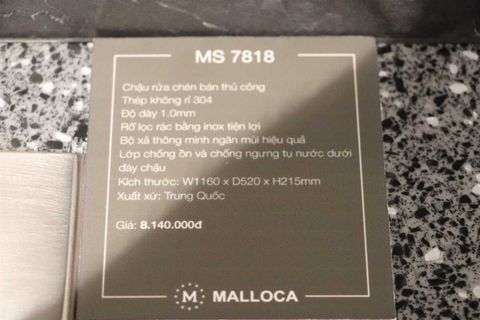 MS 7818
Chậu rửa chén bán thủ công
Thép không rỉ 304
Độ dày 1.0mm
Rổ lọc rác bằng inox tiện lợi
Bộ xả thông minh ngăn mùi hiệu quả
Lớp chống ồn và chống ngưng tụ nước dưới
đáy chậu
Kích thước: W1160 x D520 x H215mm
Xuất xứ: Trung Quốc
Giá: 8.140.000đ
M MALLOCA